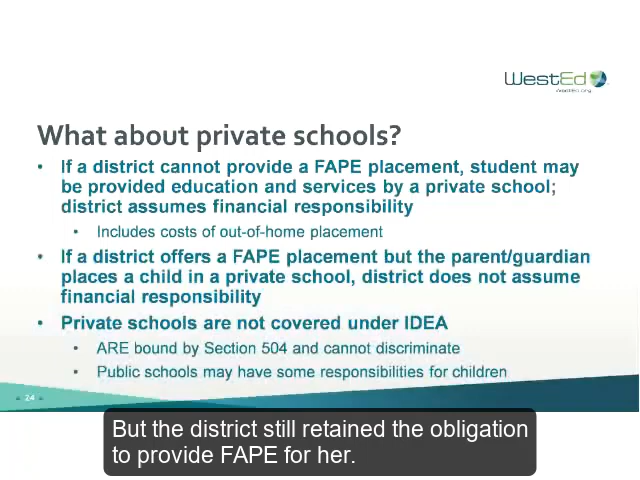 WestEd
WestEd.org
What about private schools?
• If a district cannot provide a FAPE placement, student may
be provided education and services by a private school;
district assumes financial responsibility
• Includes costs of out-of-home placement
• If a district offers a FAPE placement but the parent/guardian
places a child in a private school, district does not assume
financial responsibility
• Private schools are not covered under IDEA
• ARE bound by Section 504 and cannot discriminate
• Public schools may have some responsibilities for children
24
But the district still retained the obligation
to provide FAPE for her.